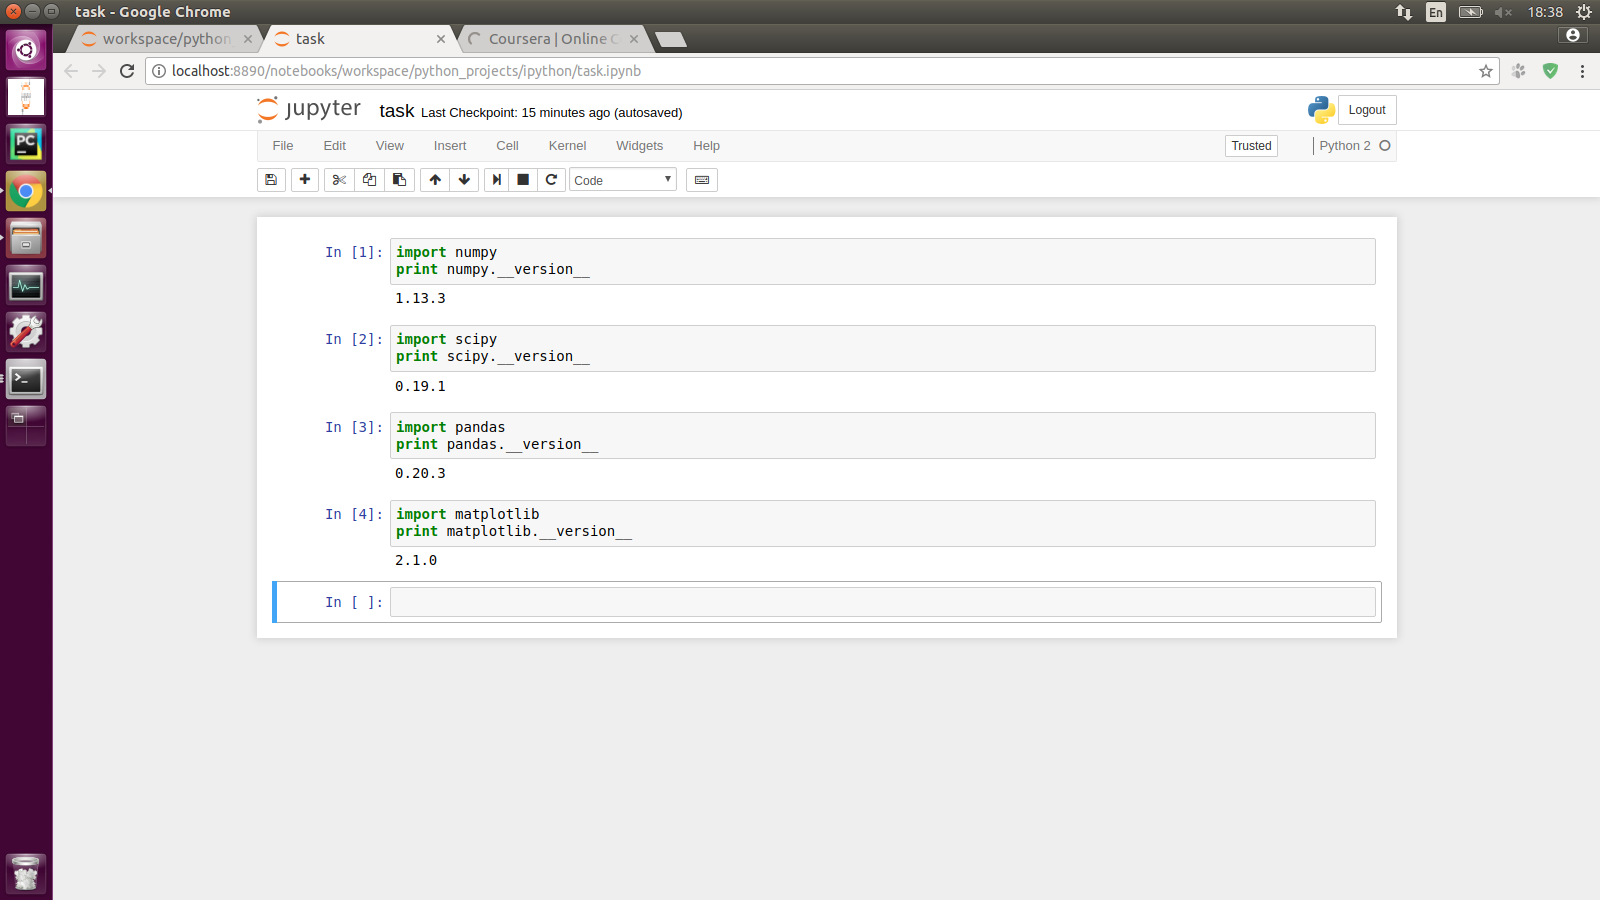 task - Google Chrome
En
18:38
workspace/python
task
Coursera | Online C
localhost:8890/notebooks/workspace/python_projects/ipython/task.ipynb
jupyter
task Last Checkpoint: 15 minutes ago (autosaved)
Logout
File Edit View Insert Cell Kernel Widgets Help
Trusted
Python 2
Code
In [1]: import numpy
print numpy.__version__
1.13.3
In [2]: import scipy
print scipy.__version__
0.19.1
In [3]: import pandas
print pandas.__version__
0.20.3
In [4]: import matplotlib
print matplotlib.__version__
2.1.0
In [ ]:
PC